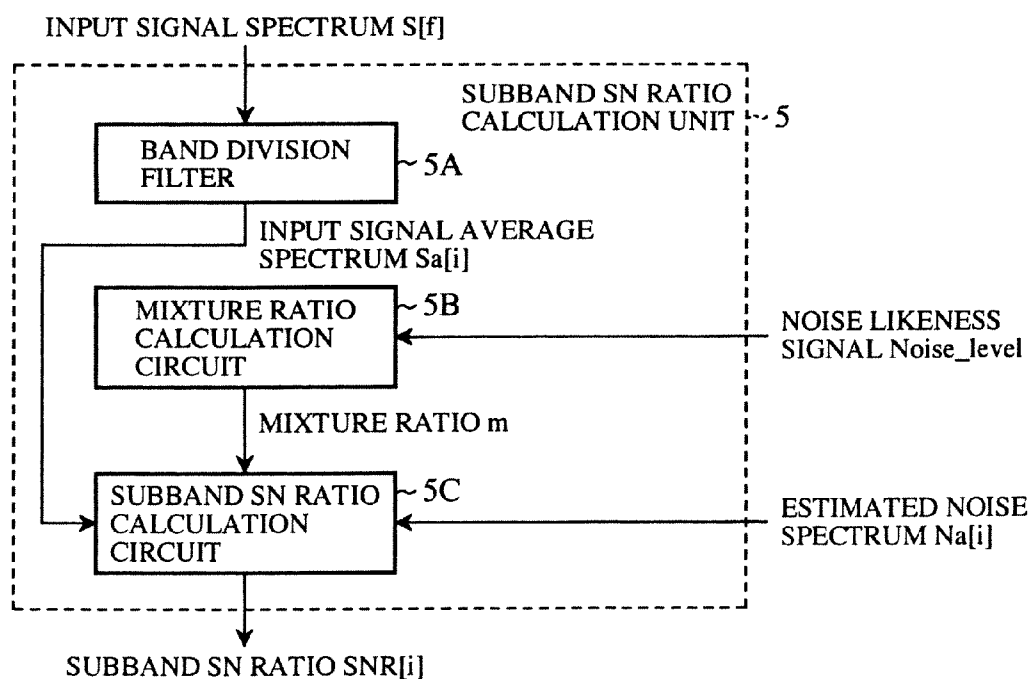 INPUT SIGNAL SPECTRUM S[f]
SUBBAND SN RATIO
CALCULATION UNIT
5
BAND DIVISION
FILTER
5A
INPUT SIGNAL AVERAGE
SPECTRUM Sa[i]
MIXTURE RATIO
CALCULATION
CIRCUIT
5B
NOISE LIKENESS
SIGNAL Noise_level
MIXTURE RATIO m
SUBBAND SN RATIO
CALCULATION
CIRCUIT
5C
ESTIMATED NOISE
SPECTRUM Na[i]
SUBBAND SN RATIO SNR[i]